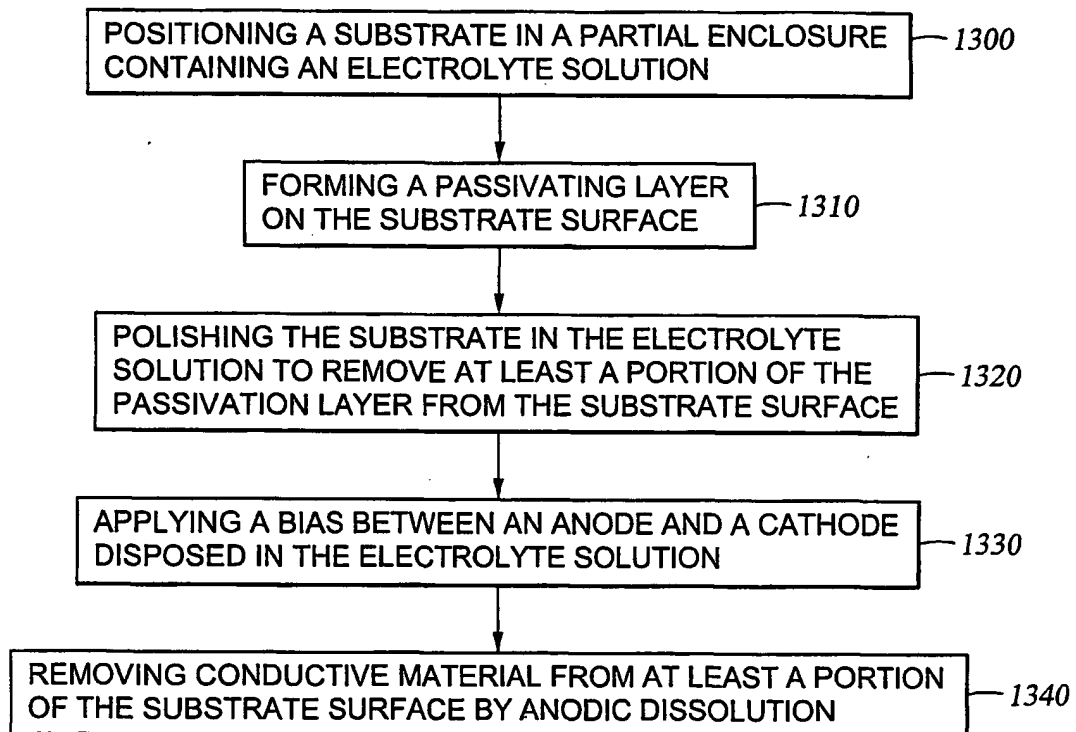 POSITIONING A SUBSTRATE IN A PARTIAL ENCLOSURE
CONTAINING AN ELECTROLYTE SOLUTION
1300
FORMING A PASSIVATING LAYER
ON THE SUBSTRATE SURFACE
1310
POLISHING THE SUBSTRATE IN THE ELECTROLYTE
SOLUTION TO REMOVE AT LEAST A PORTION OF THE
PASSIVATION LAYER FROM THE SUBSTRATE SURFACE
1320
APPLYING A BIAS BETWEEN AN ANODE AND A CATHODE
DISPOSED IN THE ELECTROLYTE SOLUTION
1330
REMOVING CONDUCTIVE MATERIAL FROM AT LEAST A PORTION
OF THE SUBSTRATE SURFACE BY ANODIC DISSOLUTION
1340